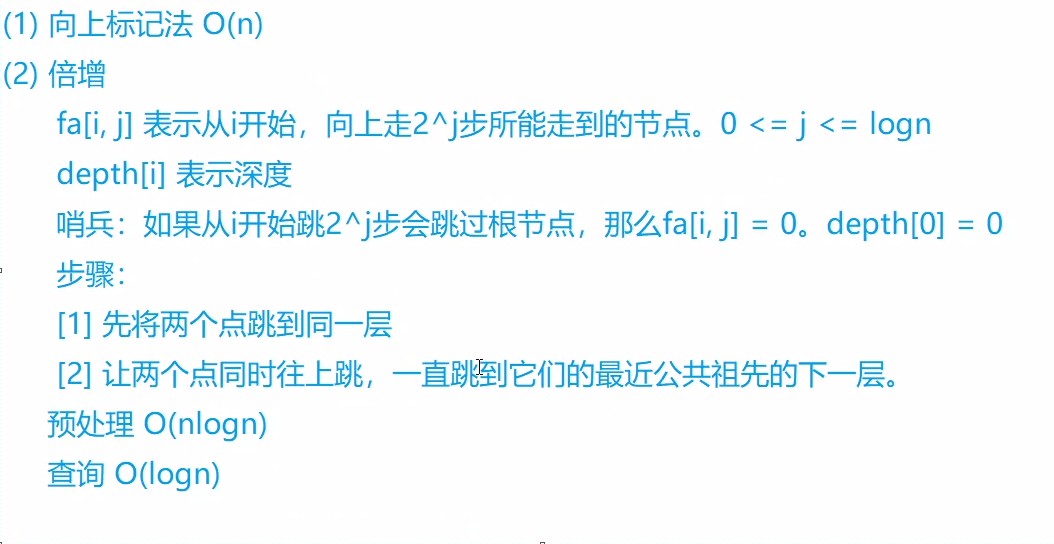 (1) 向上标记法 O(n)
(2) 倍增
fa[i, j] 表示从i开始，向上走2^j步所能走到的节点。0 <= j <= logn
depth[i] 表示深度
哨兵：如果从i开始跳2^j步会跳过根节点，那么fa[i, j] = 0。depth[0] = 0
步骤：
[1] 先将两个点跳到同一层
[2] 让两个点同时往上跳，一直跳到它们的最近公共祖先的下一层。
预处理 O(nlogn)
查询 O(logn)